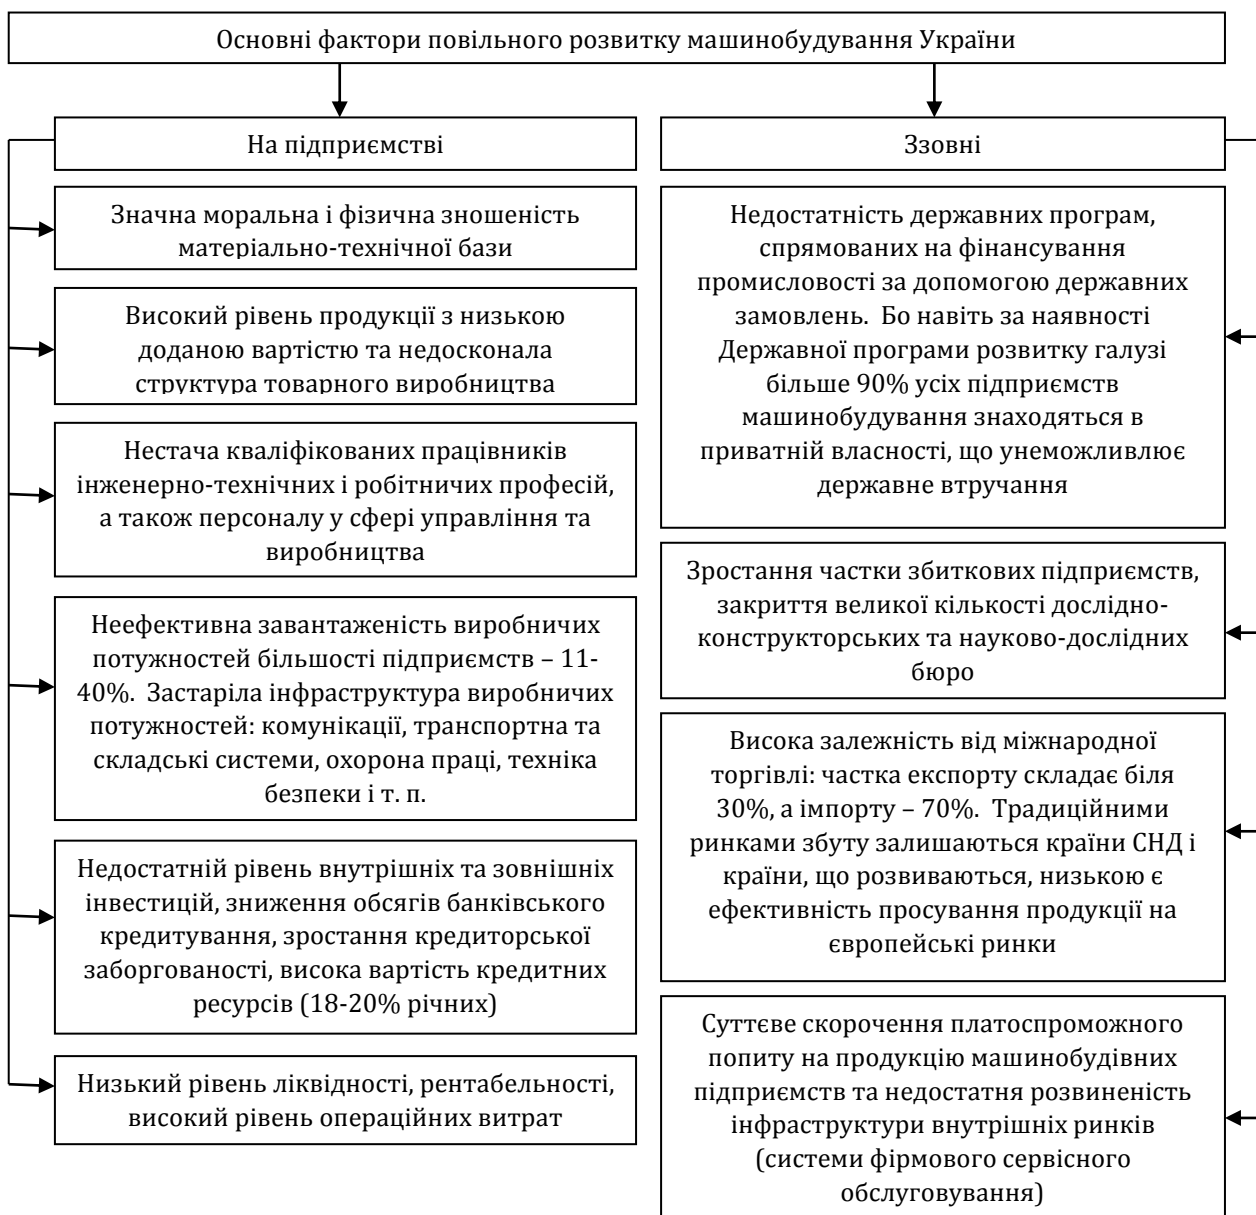 Основні фактори повільного розвитку машинобудування України
На підприємстві
Значна моральна і фізична зношеність
матеріально-технічної бази
Високий рівень продукції з низькою
доданою вартістю та недосконала
структура товарного виробництва
Нестача кваліфікованих працівників
інженерно-технічних і робітничих професій,
а також персоналу у сфері управління та
виробництва
Неефективна завантаженість виробничих
потужностей більшості підприємств – 11-
40%. Застаріла інфраструктура виробничих
потужностей: комунікації, транспортна та
складські системи, охорона праці, техніка
безпеки і т. п.
Недостатній рівень внутрішніх та зовнішніх
інвестицій, зниження обсягів банківського
кредитування, зростання кредиторської
заборгованості, висока вартість кредитних
ресурсів (18-20% річних)
Низький рівень ліквідності, рентабельності,
високий рівень операційних витрат
Ззовні
Недостатність державних програм,
спрямованих на фінансування
промисловості за допомогою державних
замовлень. Бо навіть за наявності
Державної програми розвитку галузі
більше 90% усіх підприємств
машинобудування знаходяться в
приватній власності, що унеможливлює
державне втручання
Зростання частки збиткових підприємств,
закриття великої кількості дослідно-
конструкторських та науково-дослідних
бюро
Висока залежність від міжнародної
торгівлі: частка експорту складає біля
30%, а імпорту – 70%. Традиційними
ринками збуту залишаються країни СНД і
країни, що розвиваються, низькою є
ефективність просування продукції на
європейські ринки
Суттєве скорочення платоспроможного
попиту на продукцію машинобудівних
підприємств та недостатня розвиненість
інфраструктури внутрішніх ринків
(системи фірмового сервісного
обслуговування)